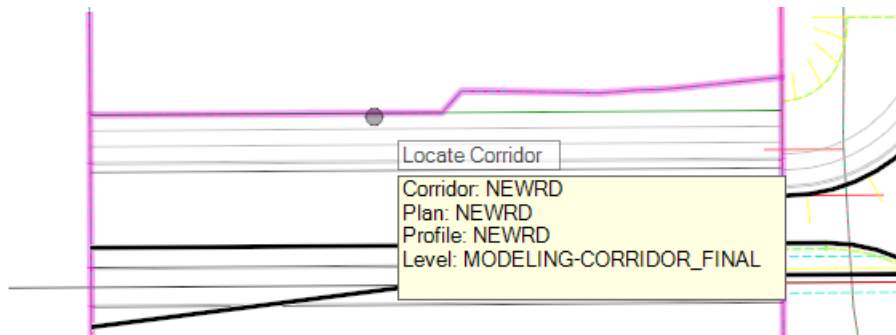 Locate Corridor
Corridor: NEWRD
Plan: NEWRD
Profile: NEWRD
Level: MODELING-CORRIDOR_FINAL